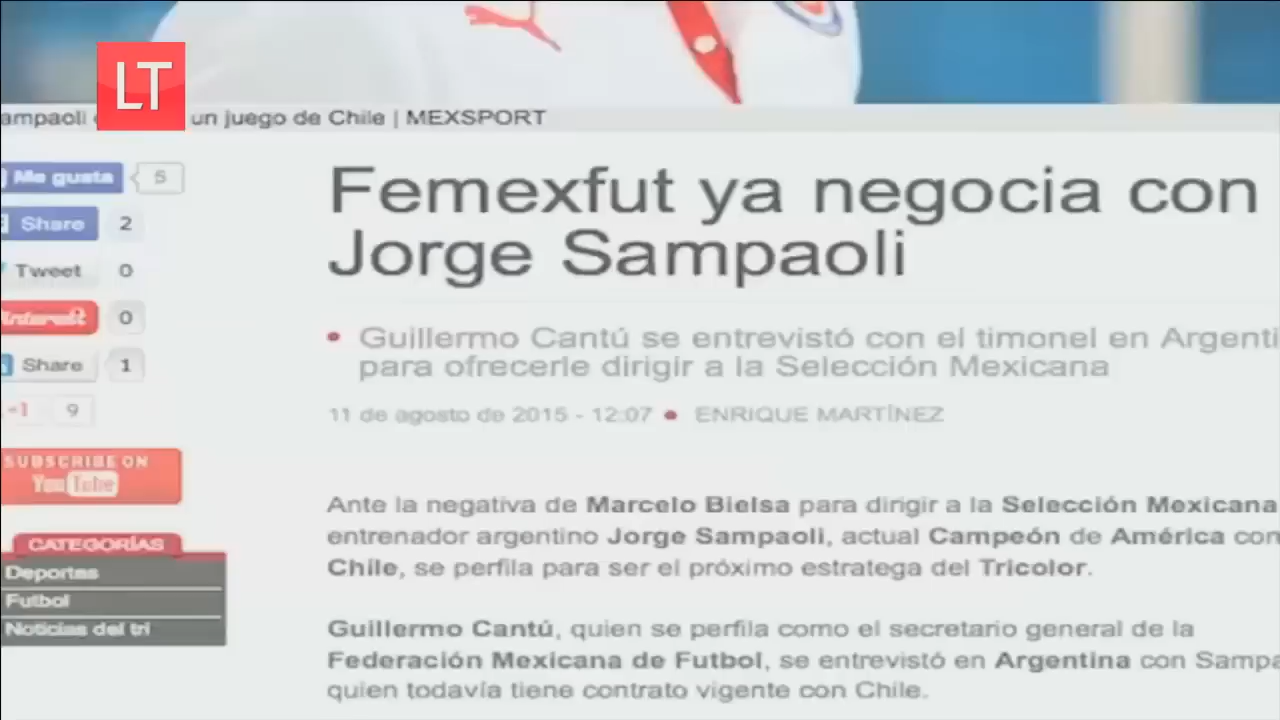 LT
un juego de Chile | MEXSPORT
Me gusta 5
Share 2
Tweet 0
Pinterest 0
Share 1
+1 9
SUBSCRIBE ON
YouTube
CATEGORÍAS
Deportes
Futbol
Noticias del tri
Femexfut ya negocia con
Jorge Sampaoli
Guillermo Cantú se entrevistó con el timonel en Argenti
para ofrecerle dirigir a la Selección Mexicana
11 de agosto de 2015 - 12:07 • ENRIQUE MARTÍNEZ
Ante la negativa de Marcelo Bielsa para dirigir a la Selección Mexicana
entrenador argentino Jorge Sampaoli, actual Campeón de América con
Chile, se perfila para ser el próximo estratega del Tricolor.
Guillermo Cantú, quien se perfila como el secretario general de la
Federación Mexicana de Futbol, se entrevistó en Argentina con Sampa
quien todavía tiene contrato vigente con Chile.